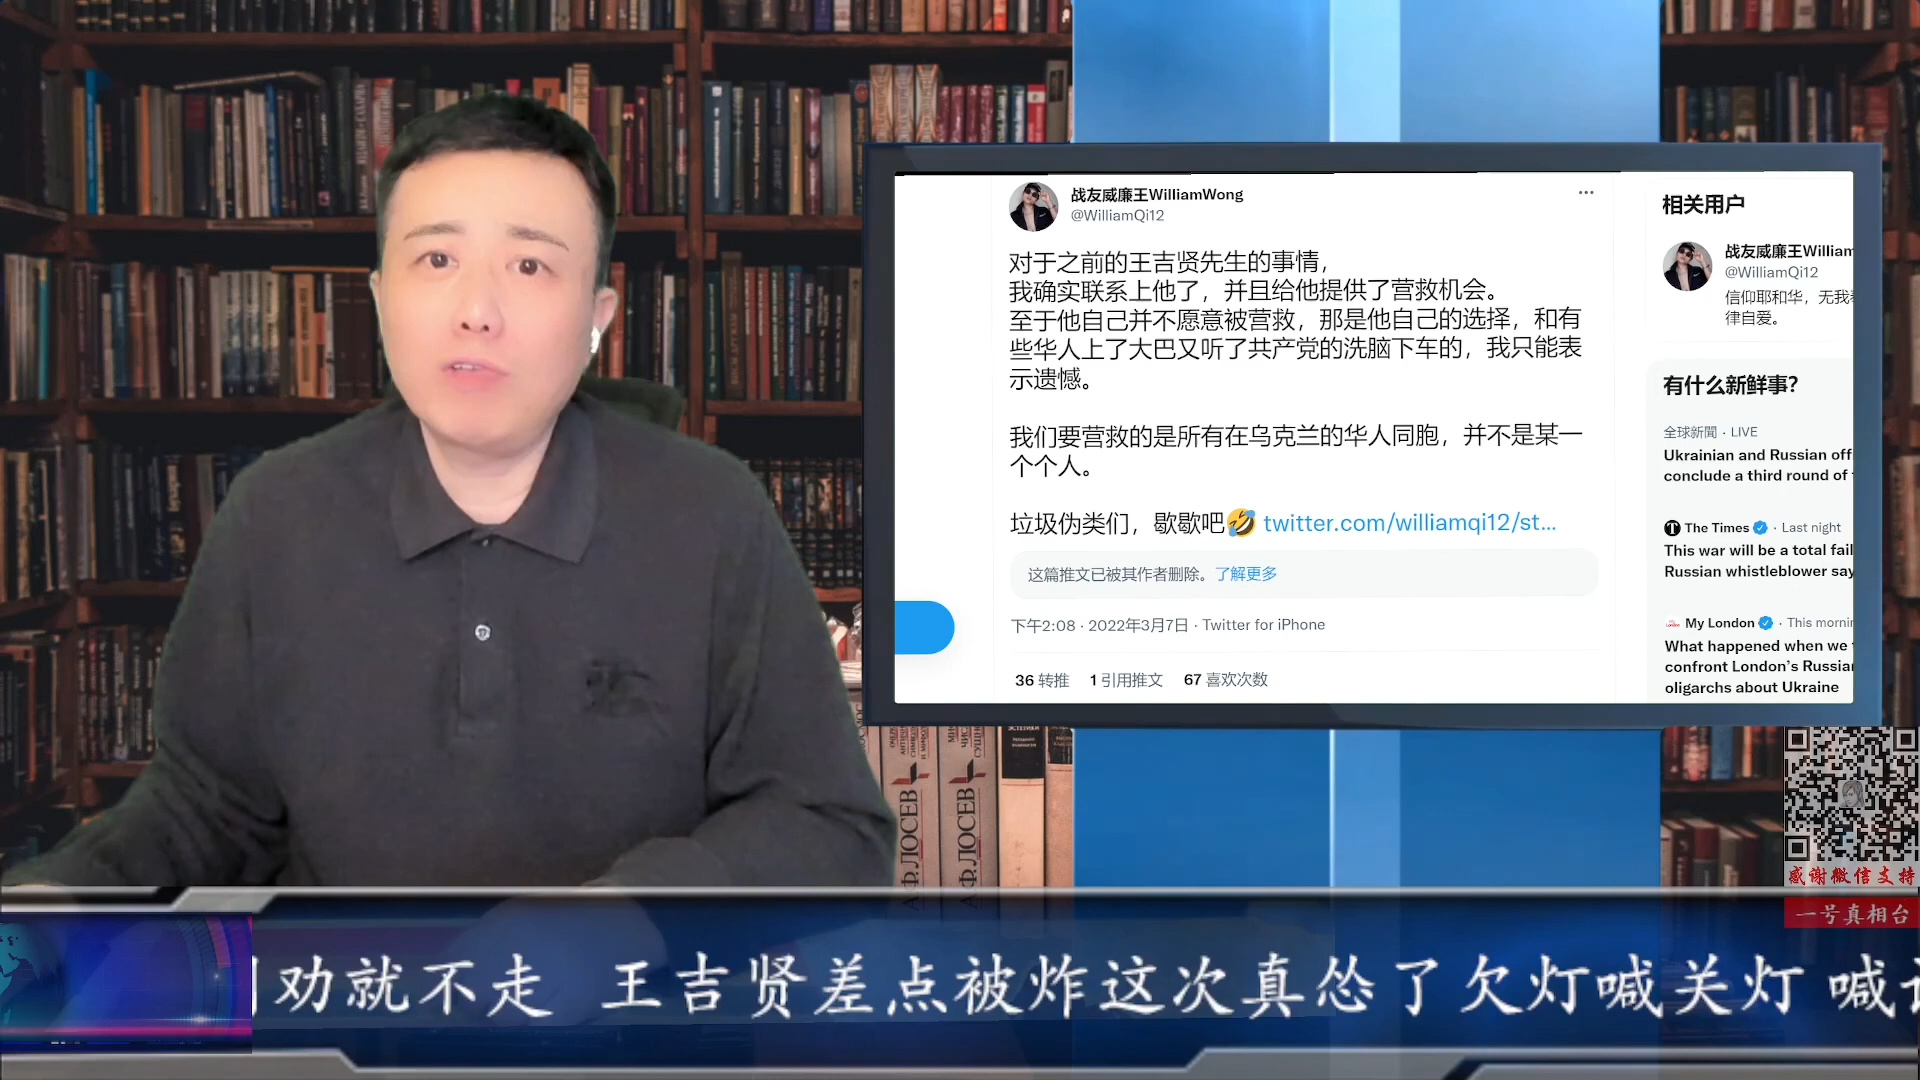 战友威廉王WilliamWong
@WilliamQi12
对于之前的王吉贤先生的事情，
我确实联系上他了，并且给他提供了营救机会。
至于他自己并不愿意被营救，那是他自己的选择，和有
些华人上了大巴又听了共产党的洗脑下车的，我只能表
示遗憾。
我们要营救的是所有在乌克兰的华人同胞，并不是某一
个个人。
垃圾伪类们，歇歇吧🤣 twitter.com/williamqi12/st...
这篇推文已被其作者删除。了解更多
下午2:08 · 2022年3月7日 · Twitter for iPhone
36 转推 1 引用推文 67 喜欢次数
相关用户
战友威廉王William
@WilliamQi12
信仰耶和华，无我
律自爱。
有什么新鲜事？
全球新聞 · LIVE
Ukrainian and Russian off
conclude a third round of
The Times · Last night
This war will be a total fail
Russian whistleblower say
My London · This mornin
What happened when we
confront London's Russia
oligarchs about Ukraine
А.Ф.ЛОСЕВ
А.Ф.ЛОСЕВ
感谢微信支持
一号真相台
劝就不走 王吉贤差点被炸这次真怂了欠灯喊关灯 喊